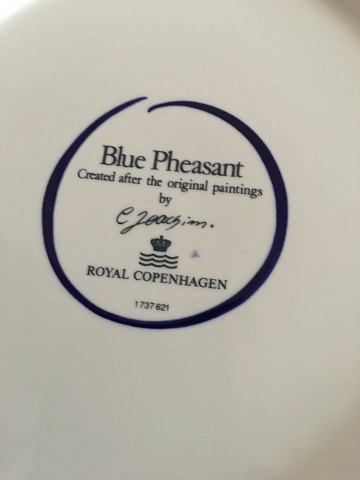 Blue Pheasant
Created after the original paintings
by
C Joachim.
ROYAL COPENHAGEN
1737621